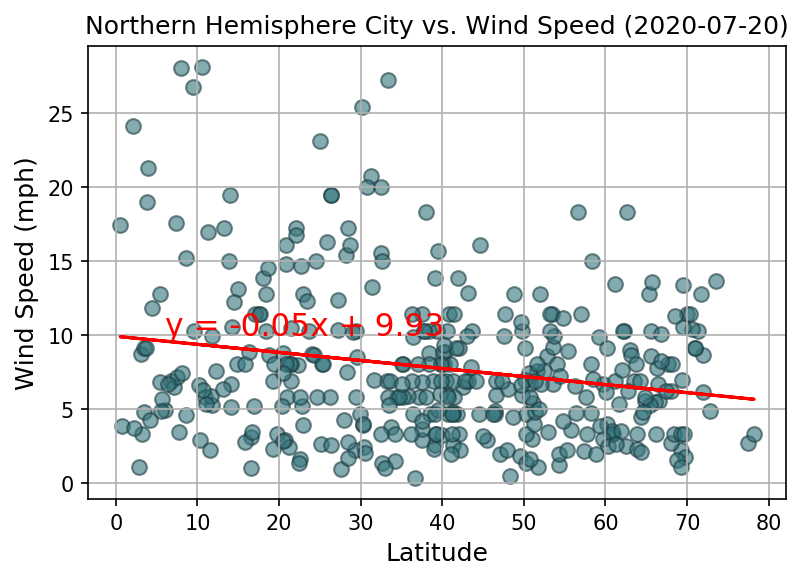 Northern Hemisphere City vs. Wind Speed (2020-07-20)
Wind Speed (mph)
25
20
15
10
5
0
y = -0.05x + 9.93
0 10 20 30 40 50 60 70 80
Latitude